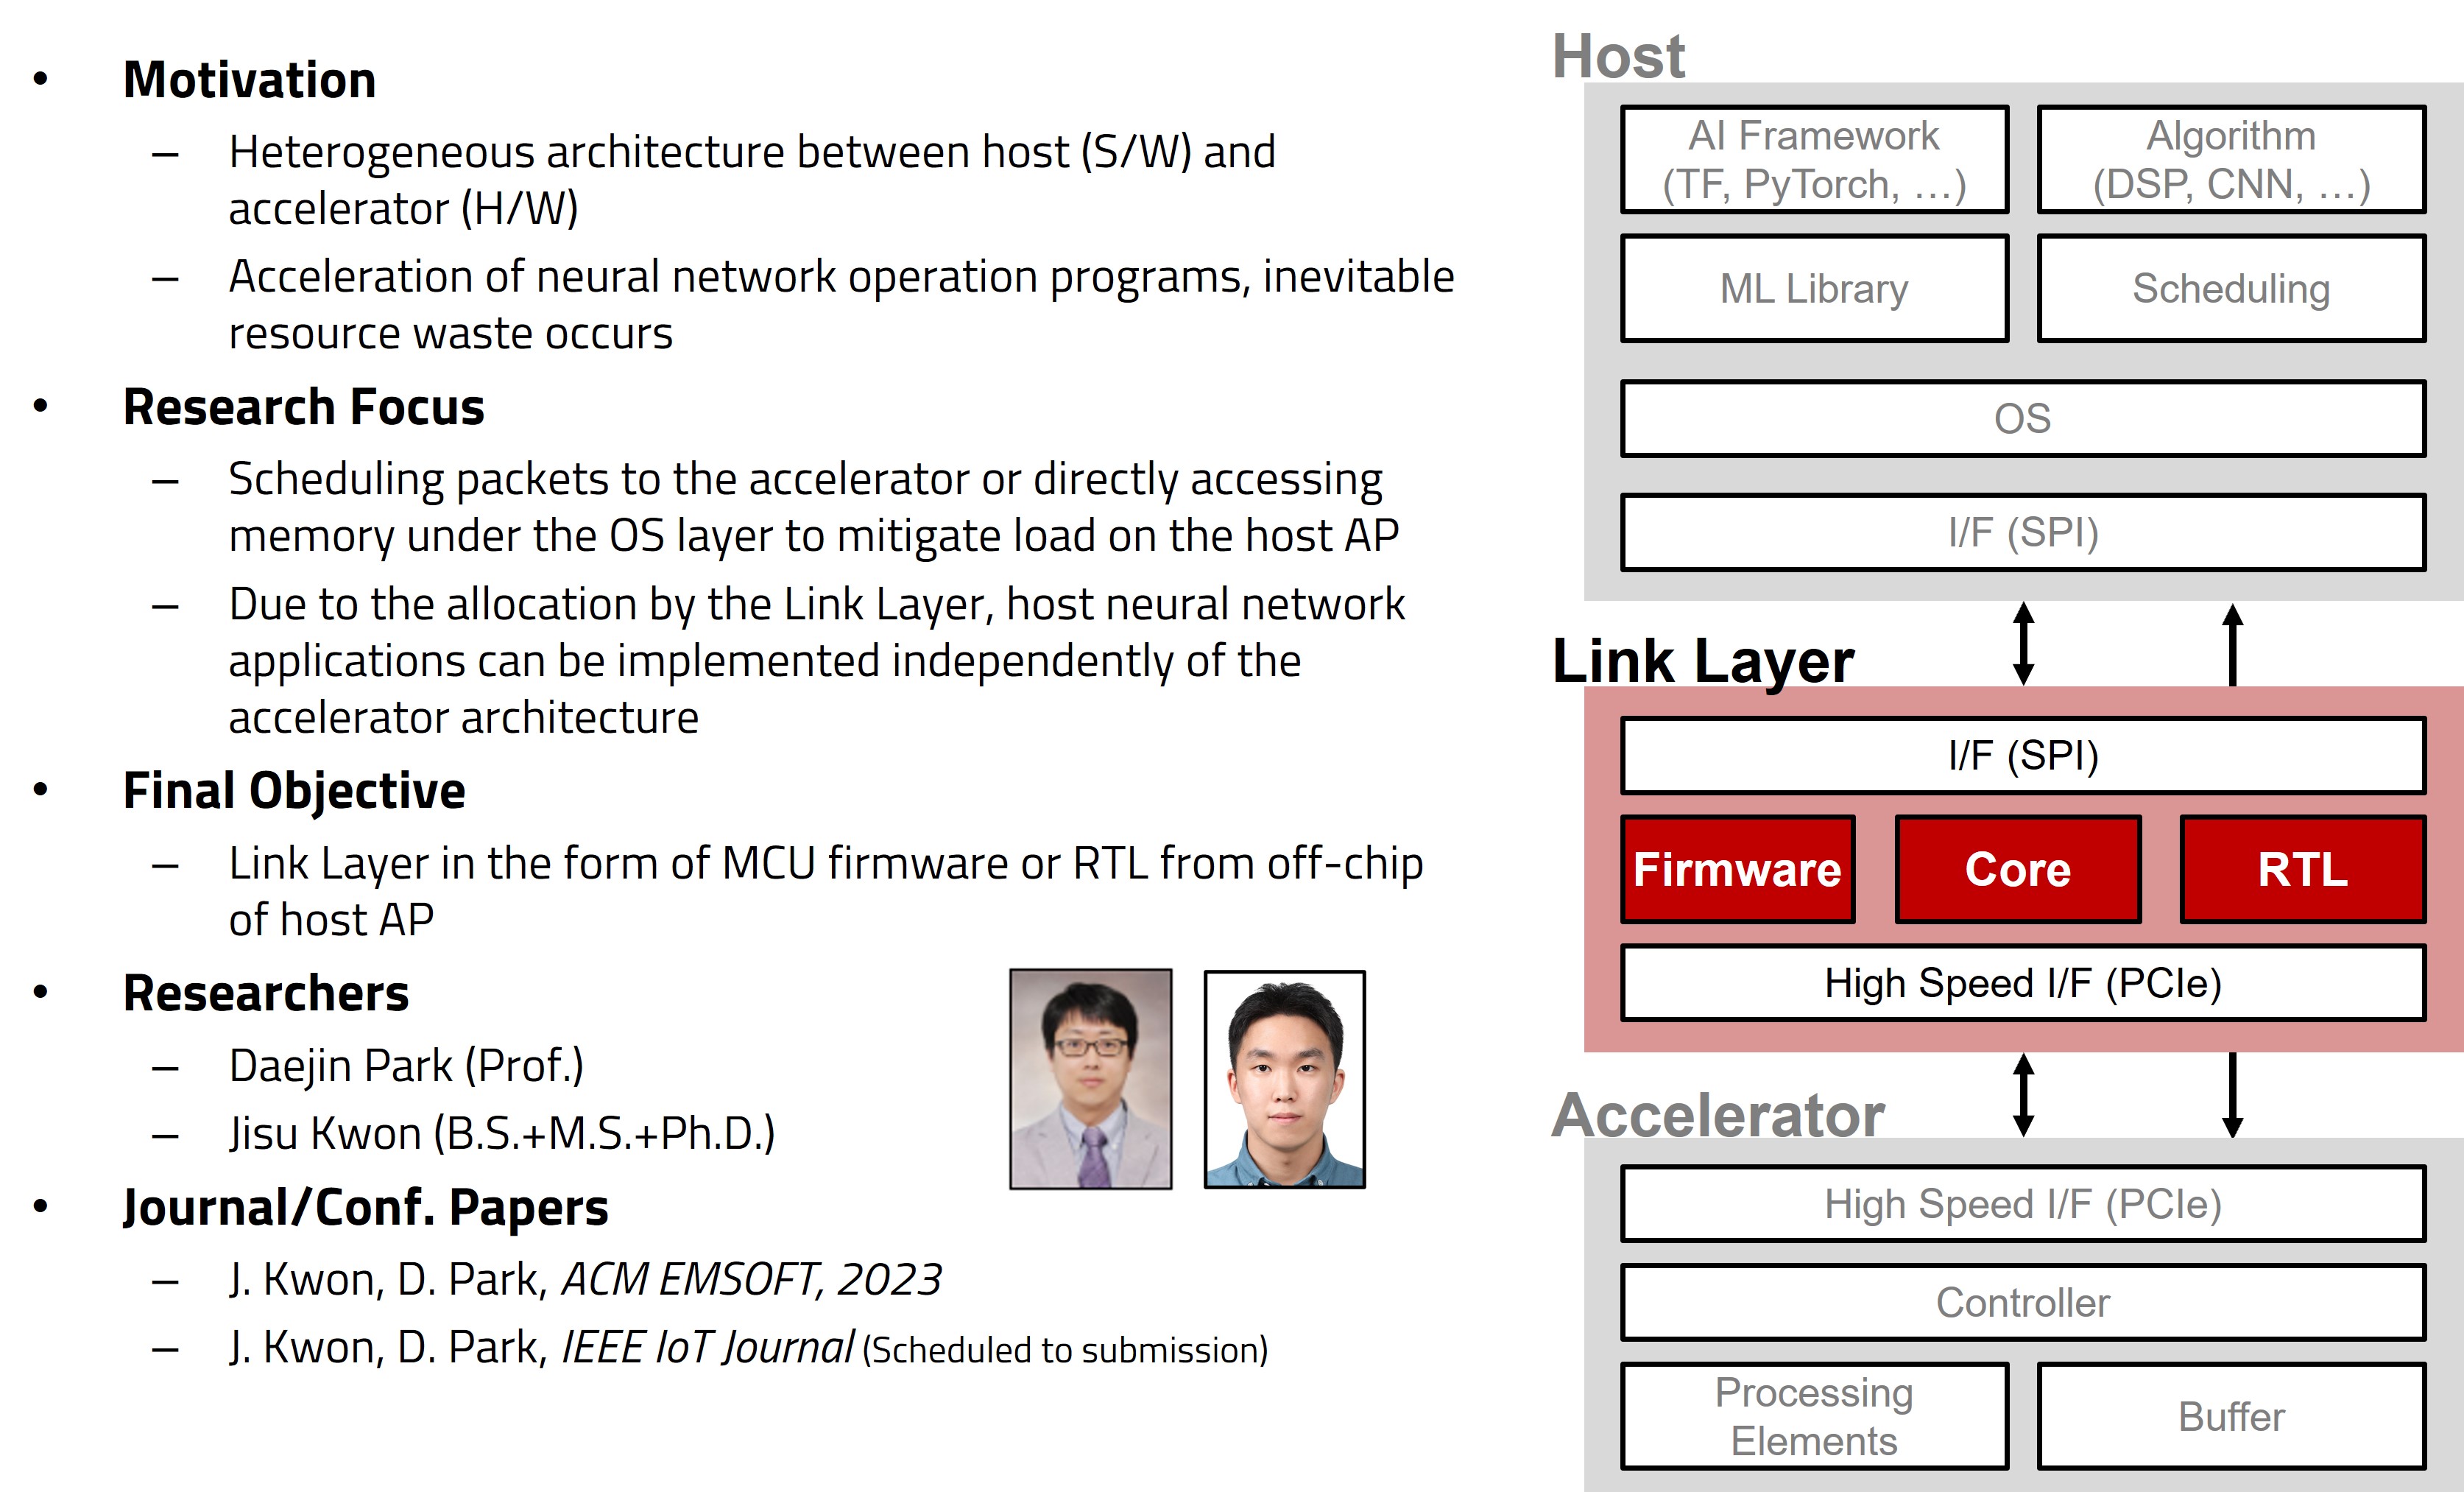 • Motivation
– Heterogeneous architecture between host (S/W) and
accelerator (H/W)
– Acceleration of neural network operation programs, inevitable
resource waste occurs
• Research Focus
– Scheduling packets to the accelerator or directly accessing
memory under the OS layer to mitigate load on the host AP
– Due to the allocation by the Link Layer, host neural network
applications can be implemented independently of the
accelerator architecture
• Final Objective
– Link Layer in the form of MCU firmware or RTL from off-chip
of host AP
• Researchers
– Daejin Park (Prof.)
– Jisu Kwon (B.S.+M.S.+Ph.D.)
• Journal/Conf. Papers
– J. Kwon, D. Park, ACM EMSOFT, 2023
– J. Kwon, D. Park, IEEE IoT Journal (Scheduled to submission)
Host
AI Framework
(TF, PyTorch, …)
Algorithm
(DSP, CNN, …)
ML Library
Scheduling
OS
I/F (SPI)
Link Layer
I/F (SPI)
Firmware
Core
RTL
High Speed I/F (PCIe)
Accelerator
High Speed I/F (PCIe)
Controller
Processing
Elements
Buffer